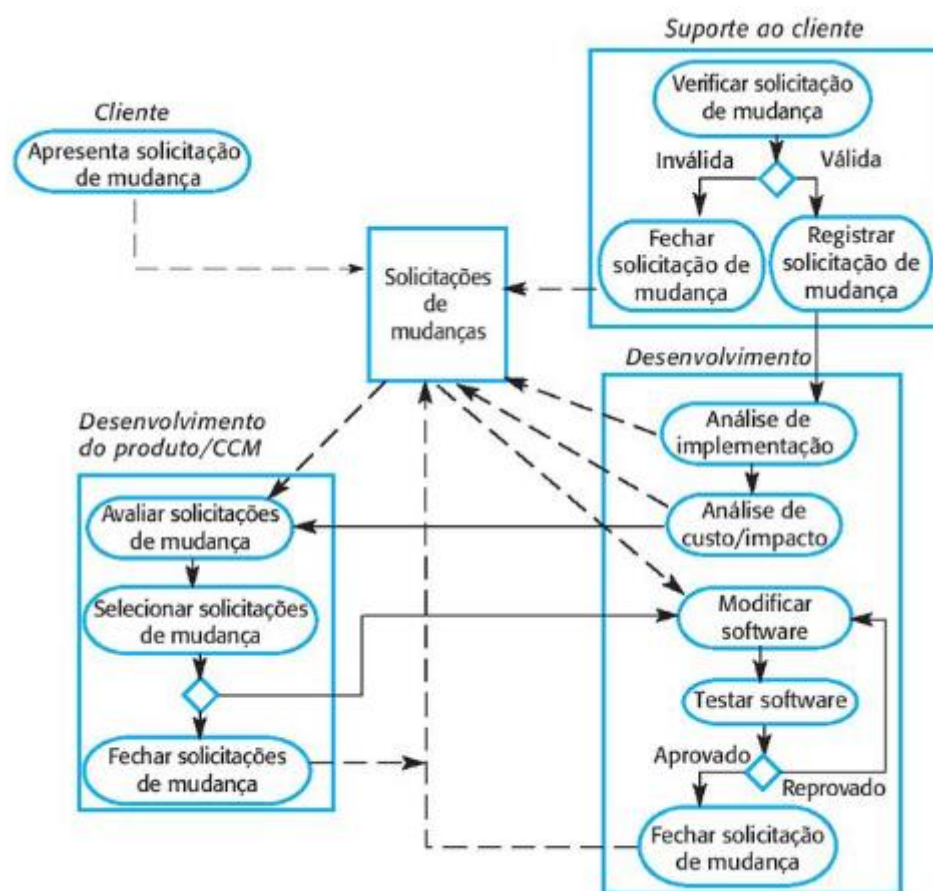 Suporte ao cliente
Verificar solicitação
de mudança
Inválida
Válida
Fechar
solicitação de
mudança
Registrar
solicitação de
mudança
Cliente
Apresenta solicitação
de mudança
Solicitações
de
mudanças
Desenvolvimento
Análise de
implementação
Análise de
custo/impacto
Modificar
software
Testar software
Aprovado
Reprovado
Fechar solicitação
de mudança
Desenvolvimento
do produto/CCM
Avaliar solicitações
de mudança
Selecionar solicitações
de mudança
Fechar solicitações
de mudança